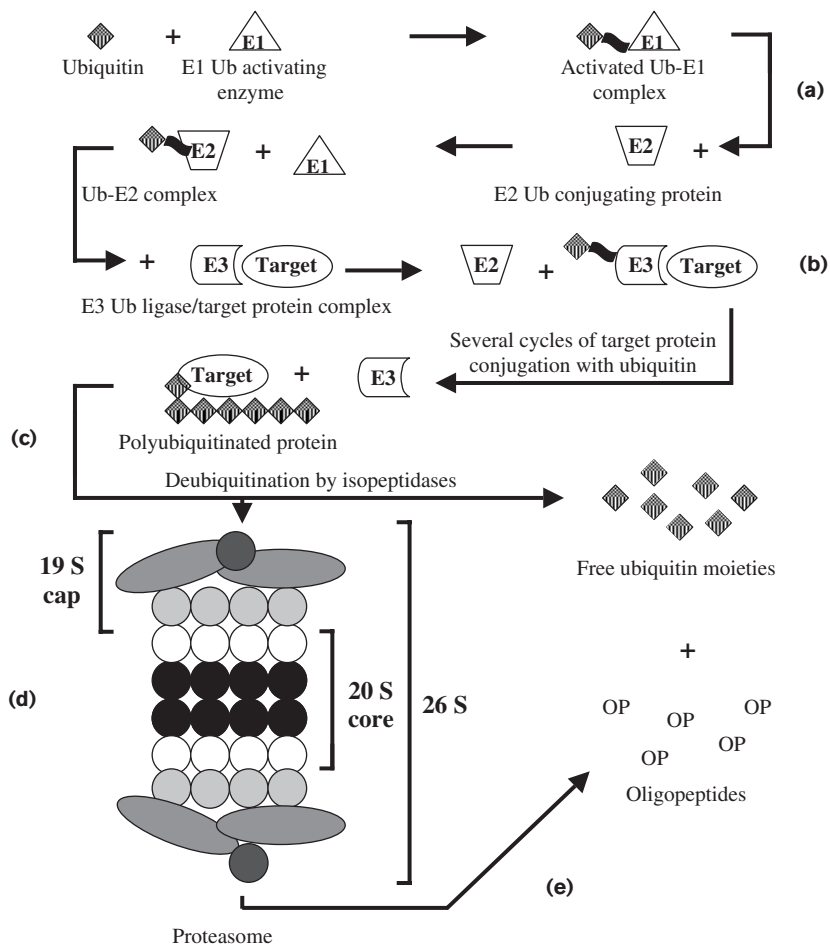 + E1 E1
Ubiquitin E1 Ub activating enzyme Activated Ub-E1 complex
(a)
E2 + E1 E2 +
Ub-E2 complex E2 Ub conjugating protein
+ E3 Target E2 + E3 Target (b)
E3 Ub ligase/target protein complex
Several cycles of target protein
conjugation with ubiquitin
Target + E3
Polyubiquitinated protein
(c)
Deubiquitination by isopeptidases
19 S
cap
Free ubiquitin moieties
+
(d)
20 S
core
26 S
OP OP OP
OP OP
Oligopeptides
(e)
Proteasome